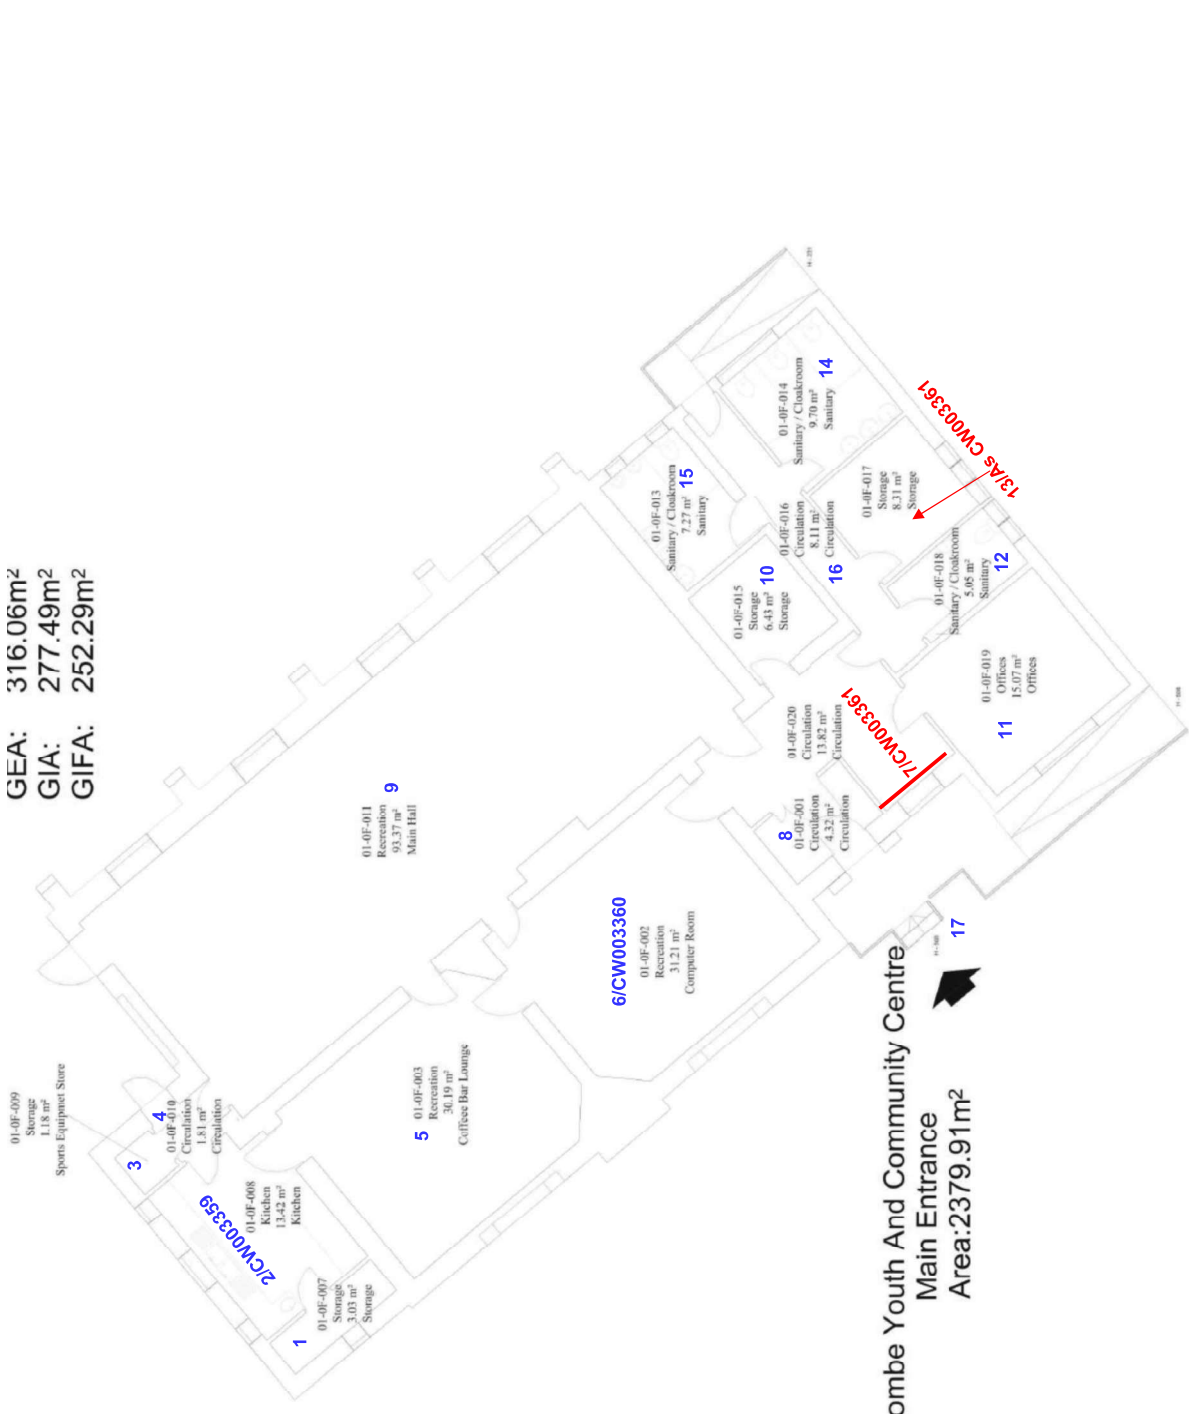 GEA: 316.06m²
GIA: 277.49m²
GIFA: 252.29m²
01-0F-009
Storage
1.18 m²
Sports Equipmet Store
3
4
01-0F-010
Circulation
1.81 m²
Circulation
2/CW003359
01-0F-008
Kitchen
13.42 m²
Kitchen
1
01-0F-007
Storage
3.03 m²
Storage
9
01-0F-011
Recreation
93.37 m²
Main Hall
5
01-0F-003
Recreation
30.19 m²
Coffeee Bar Lounge
6/CW003360
01-0F-002
Recreation
31.21 m²
Computer Room
01-0F-013
Sanitary / Cloakroom
7.27 m²
Sanitary
15
01-0F-015
Storage
6.43 m²
Storage
10
01-0F-014
Sanitary / Cloakroom
9.70 m²
Sanitary
14
01-0F-016
Circulation
8.11 m²
Circulation
16
01-0F-017
Storage
8.31 m²
Storage
13/As CW003361
01-0F-018
Sanitary / Cloakroom
5.05 m²
Sanitary
12
01-0F-019
Offices
15.07 m²
Offices
11
01-0F-020
Circulation
13.82 m²
Circulation
7/CW003361
8
01-0F-001
Circulation
4.32 m²
Circulation
17
ombe Youth And Community Centre
Main Entrance
Area:2379.91m²